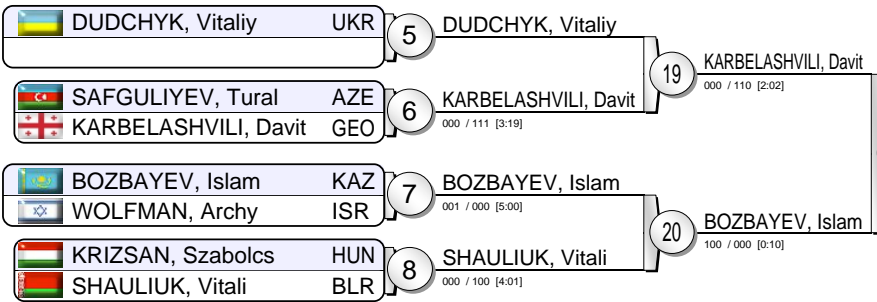 DUDCHYK, Vitaliy UKR
5
DUDCHYK, Vitaliy
SAFGULIYEV, Tural AZE
KARBELASHVILI, Davit GEO
6
KARBELASHVILI, Davit
000 / 111 [3:19]
19
KARBELASHVILI, Davit
000 / 110 [2:02]
BOZBAYEV, Islam KAZ
WOLFMAN, Archy ISR
7
BOZBAYEV, Islam
001 / 000 [5:00]
KRIZSAN, Szabolcs HUN
SHAULIUK, Vitali BLR
8
SHAULIUK, Vitali
000 / 100 [4:01]
20
BOZBAYEV, Islam
100 / 000 [0:10]